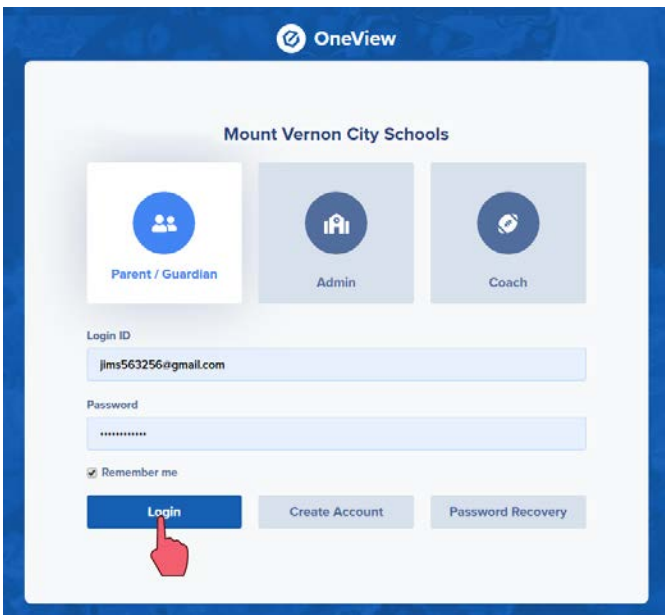 OneView
Mount Vernon City Schools
Parent / Guardian
Admin
Coach
Login ID
jims563256@gmail.com
Password
••••••••••••
Remember me
Login
Create Account
Password Recovery